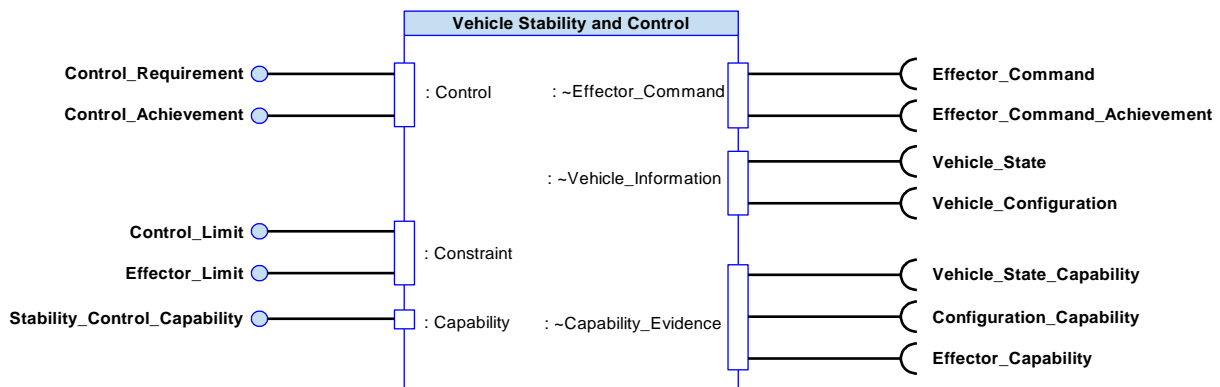 Vehicle Stability and Control
Control_Requirement
Control_Achievement
: Control
: ~Effector_Command
Effector_Command
Effector_Command_Achievement
: ~Vehicle_Information
Vehicle_State
Vehicle_Configuration
Control_Limit
Effector_Limit
: Constraint
Stability_Control_Capability
: Capability
: ~Capability_Evidence
Vehicle_State_Capability
Configuration_Capability
Effector_Capability